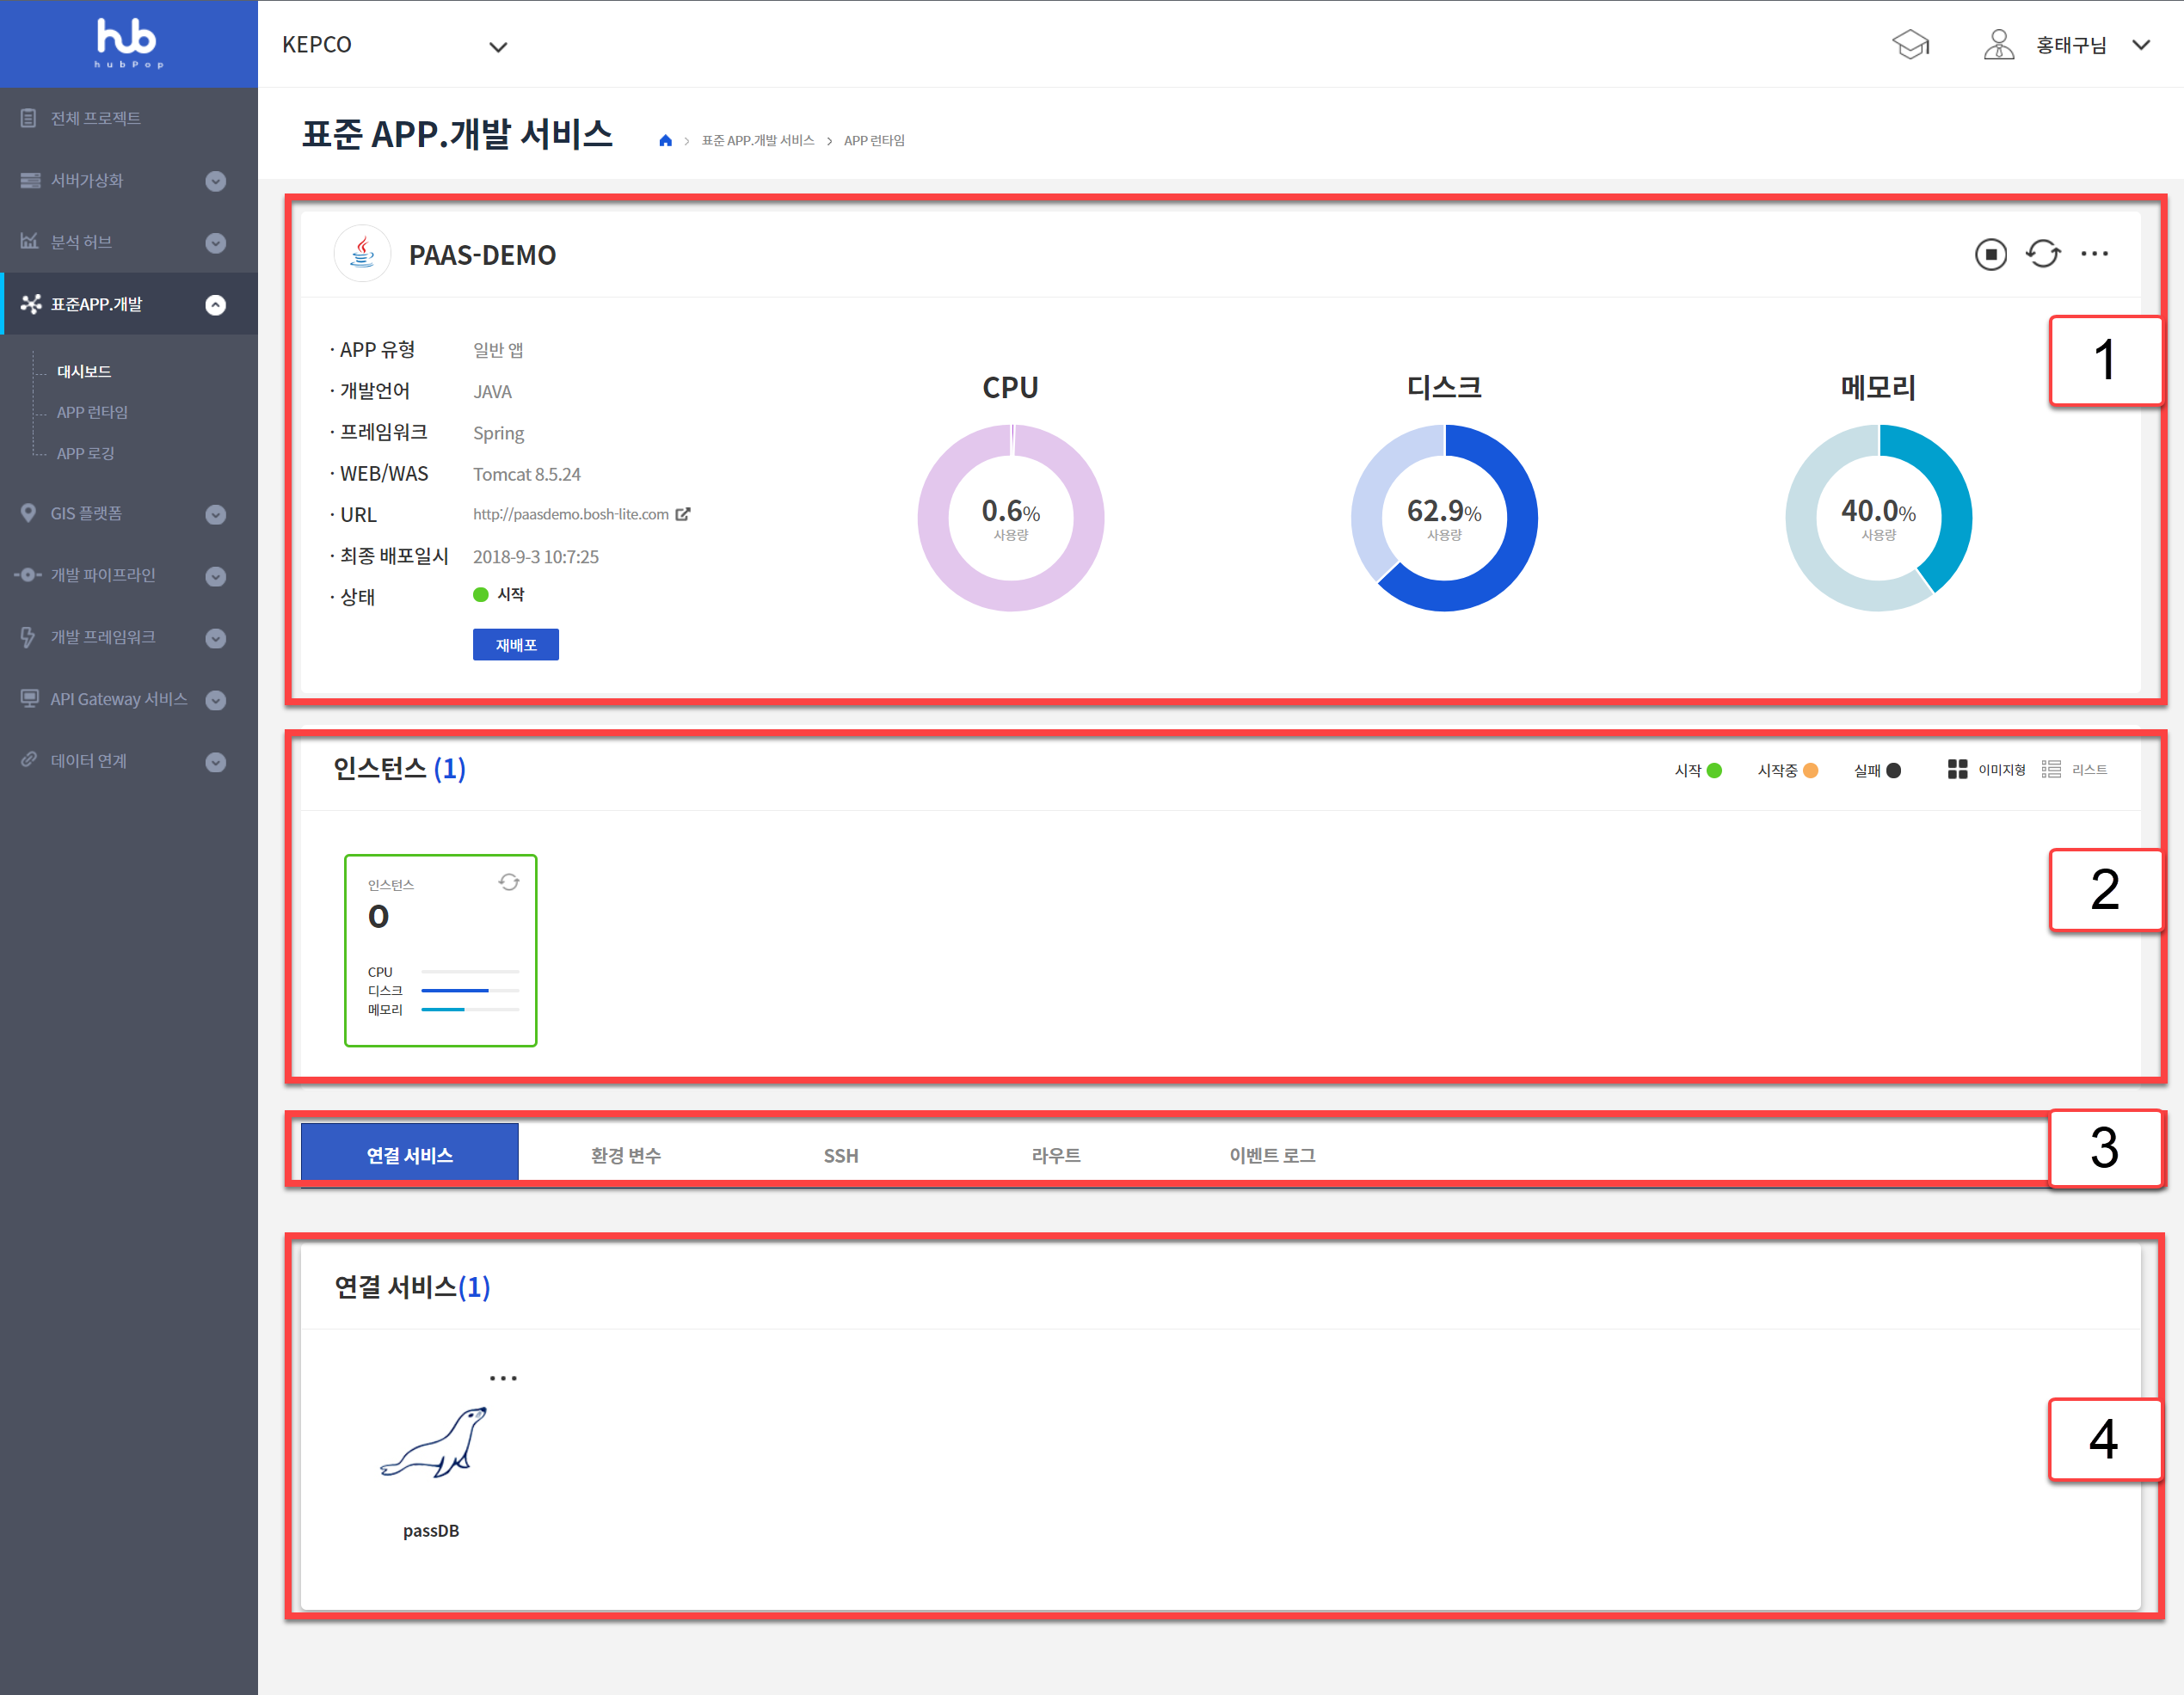 hub
hubPop
KEPCO
홍태구님
전체 프로젝트
서버가상화
분석 허브
표준APP.개발
대시보드
APP 런타임
APP 로깅
GIS 플랫폼
개발 파이프라인
개발 프레임워크
API Gateway 서비스
데이터 연계
표준 APP.개발 서비스
> 표준 APP.개발 서비스 > APP 런타임
PAAS-DEMO
1
· APP 유형 일반 앱
· 개발언어 JAVA
· 프레임워크 Spring
· WEB/WAS Tomcat 8.5.24
· URL http://paasdemo.bosh-lite.com
· 최종 배포일시 2018-9-3 10:7:25
· 상태 시작
재배포
CPU
0.6%
사용량
디스크
62.9%
사용량
메모리
40.0%
사용량
인스턴스 (1)
시작 시작중 실패 이미지형 리스트
2
인스턴스
0
CPU
디스크
메모리
연결 서비스 환경 변수 SSH 라우트 이벤트 로그
3
연결 서비스(1)
4
passDB